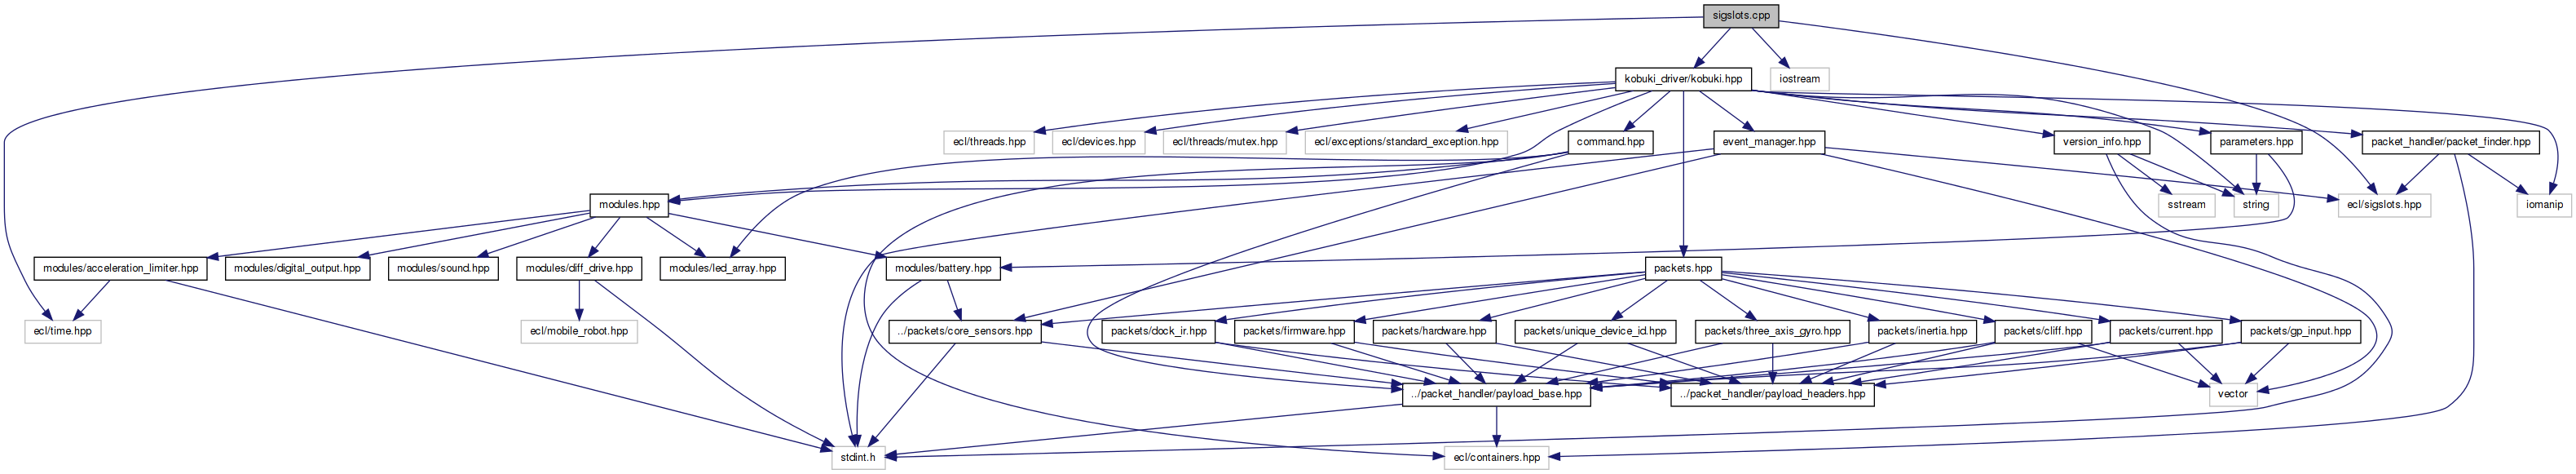 sigslots.cpp
kobuki_driver/kobuki.hpp
iostream
ecl/threads.hpp
ecl/devices.hpp
ecl/threads/mutex.hpp
ecl/exceptions/standard_exception.hpp
command.hpp
event_manager.hpp
version_info.hpp
parameters.hpp
packet_handler/packet_finder.hpp
modules.hpp
sstream
string
ecl/sigslots.hpp
iomanip
modules/acceleration_limiter.hpp
modules/digital_output.hpp
modules/sound.hpp
modules/diff_drive.hpp
modules/led_array.hpp
modules/battery.hpp
packets.hpp
ecl/time.hpp
ecl/mobile_robot.hpp
../packets/core_sensors.hpp
packets/dock_ir.hpp
packets/firmware.hpp
packets/hardware.hpp
packets/unique_device_id.hpp
packets/three_axis_gyro.hpp
packets/inertia.hpp
packets/cliff.hpp
packets/current.hpp
packets/gp_input.hpp
../packet_handler/payload_base.hpp
../packet_handler/payload_headers.hpp
vector
stdint.h
ecl/containers.hpp